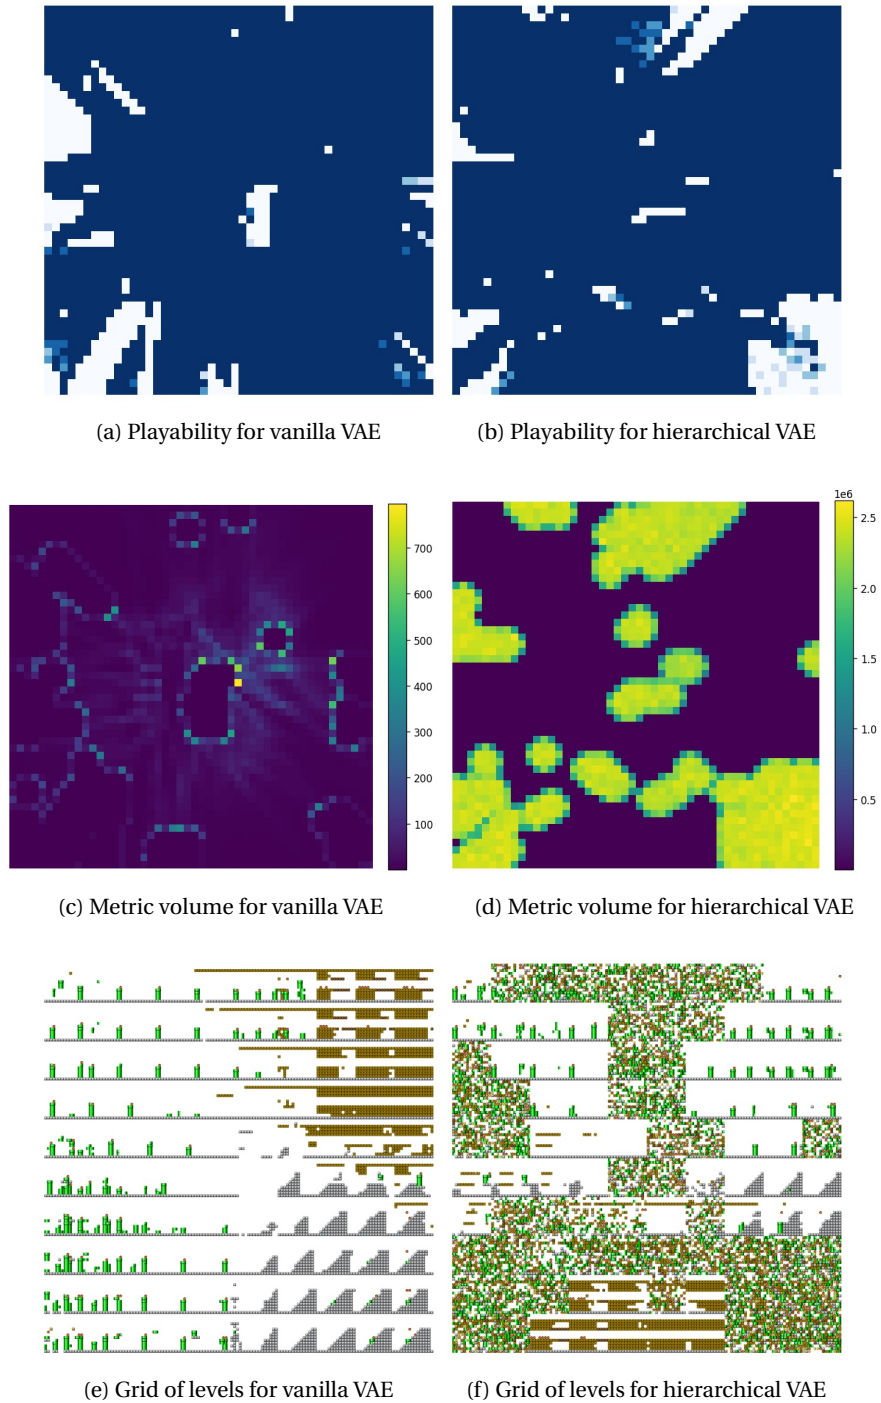 (a) Playability for vanilla VAE
(b) Playability for hierarchical VAE
700
600
500
400
300
200
100
1e6
2.5
2.0
1.5
1.0
0.5
(c) Metric volume for vanilla VAE
(d) Metric volume for hierarchical VAE
(e) Grid of levels for vanilla VAE
(f) Grid of levels for hierarchical VAE